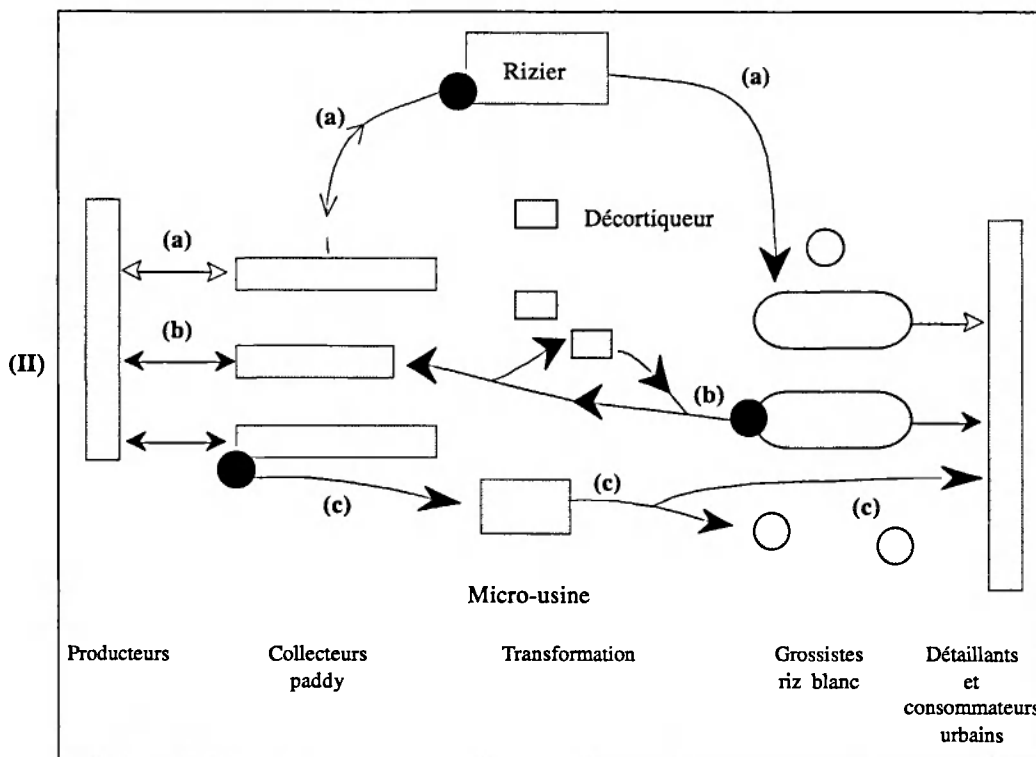 Rizier
(a)
(a)
Décortiqueur
(a)
(b)
(II)
(b)
(c)
(c)
(c)
Micro-usine
Producteurs
Collecteurs
paddy
Transformation
Grossistes
riz blanc
Détaillants
et
consommateurs
urbains